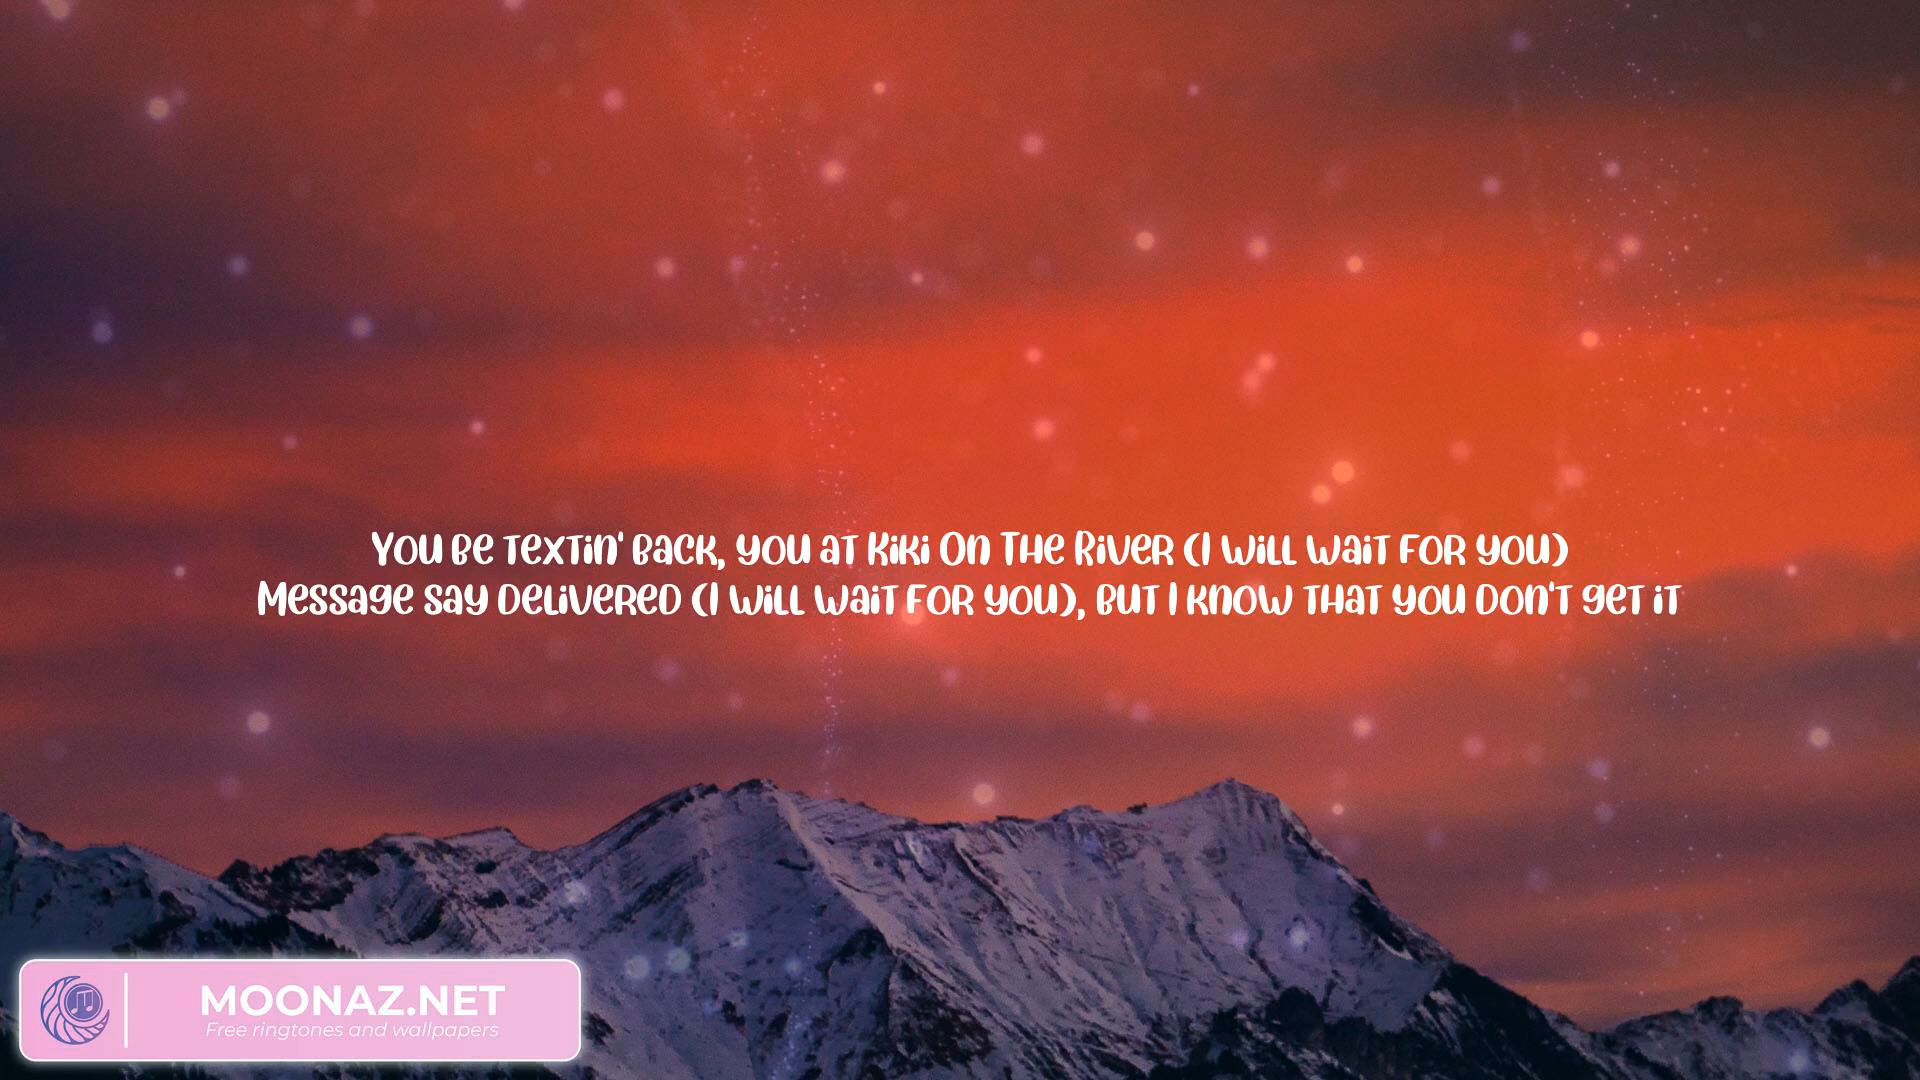 You be textin' back, you at Kiki On The River (I will wait for you)
Message say delivered (I will wait for you), but I know that you don't get it
MOONAZ.NET
Free ringtones and wallpapers